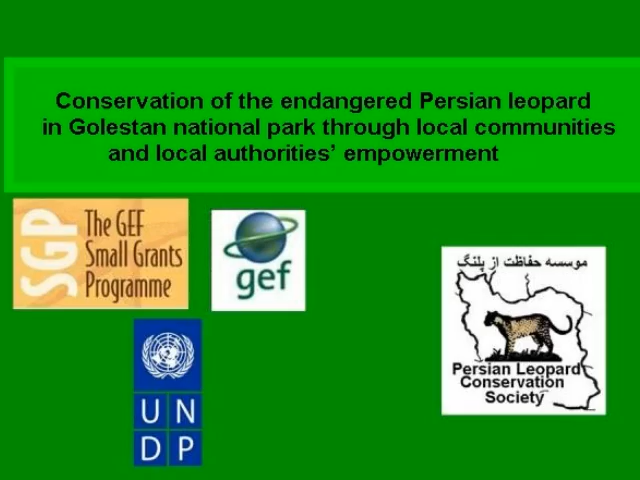 Conservation of the endangered Persian leopard
in Golestan national park through local communities
and local authorities’ empowerment
SGP
The GEF
Small Grants
Programme
gef
موسسه حفاظت از پلنگ
Persian Leopard
Conservation
Society
U N
D P